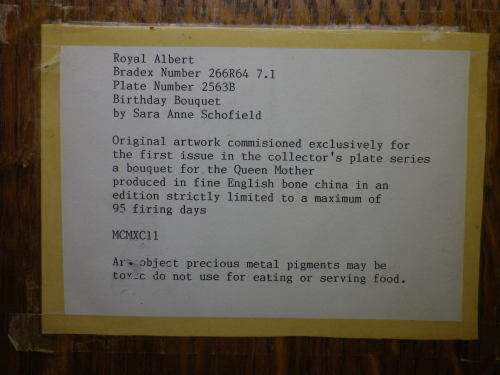 Royal Albert
Bradex Number 266R64 7.1
Plate Number 2563B
Birthday Bouquet
by Sara Anne Schofield
Original artwork commisioned exclusively for
the first issue in the collector's plate series
a bouquet for the Queen Mother
produced in fine English bone china in an
edition strictly limited to a maximum of
95 firing days
MCMXC11
Art object precious metal pigments may be
toxic do not use for eating or serving food.